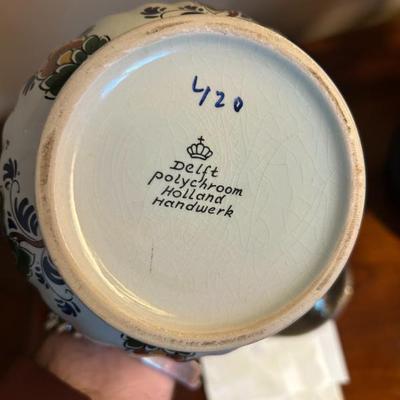 4/20
Delft
polychroom
Holland
Handwerk